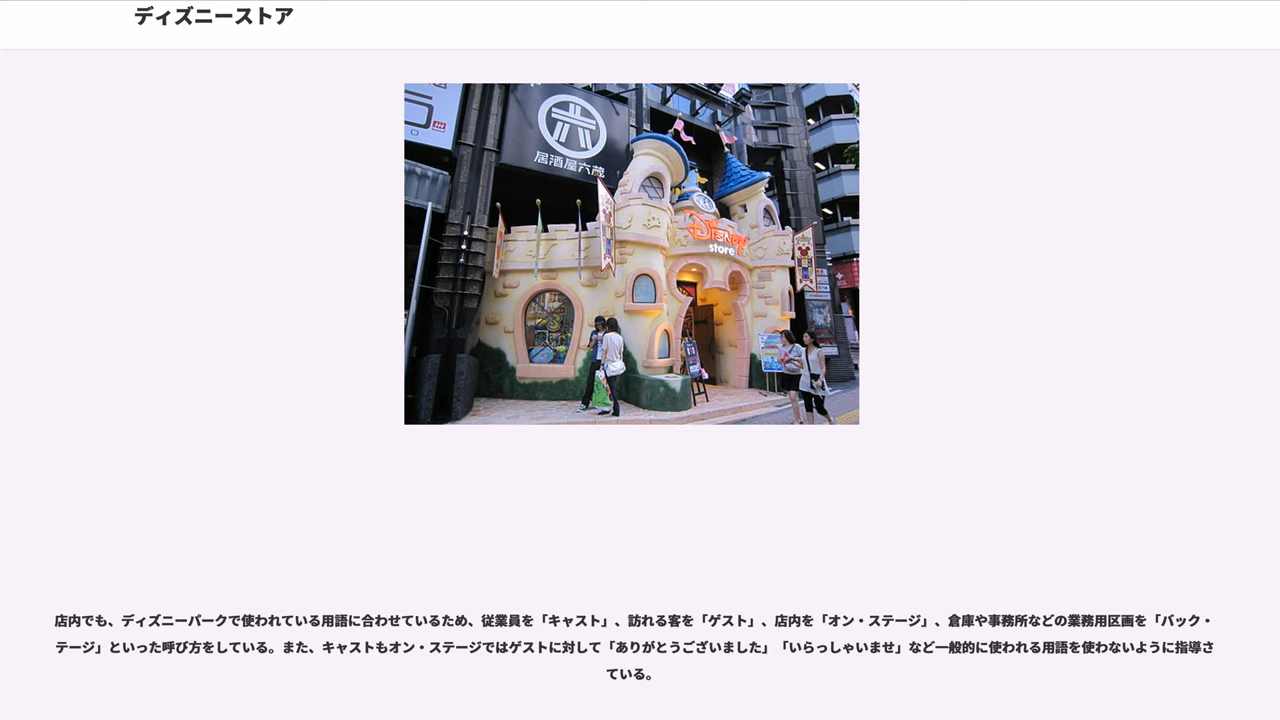 ディズニーストア
居酒屋六蔵
Disney
store
店内でも、ディズニーパークで使われている用語に合わせているため、従業員を「キャスト」、訪れる客を「ゲスト」、店内を「オン・ステージ」、倉庫や事務所などの業務用区画を「バック・
テージ」といった呼び方をしている。また、キャストもオン・ステージではゲストに対して「ありがとうございました」「いらっしゃいませ」など一般的に使われる用語を使わないように指導さ
ている。